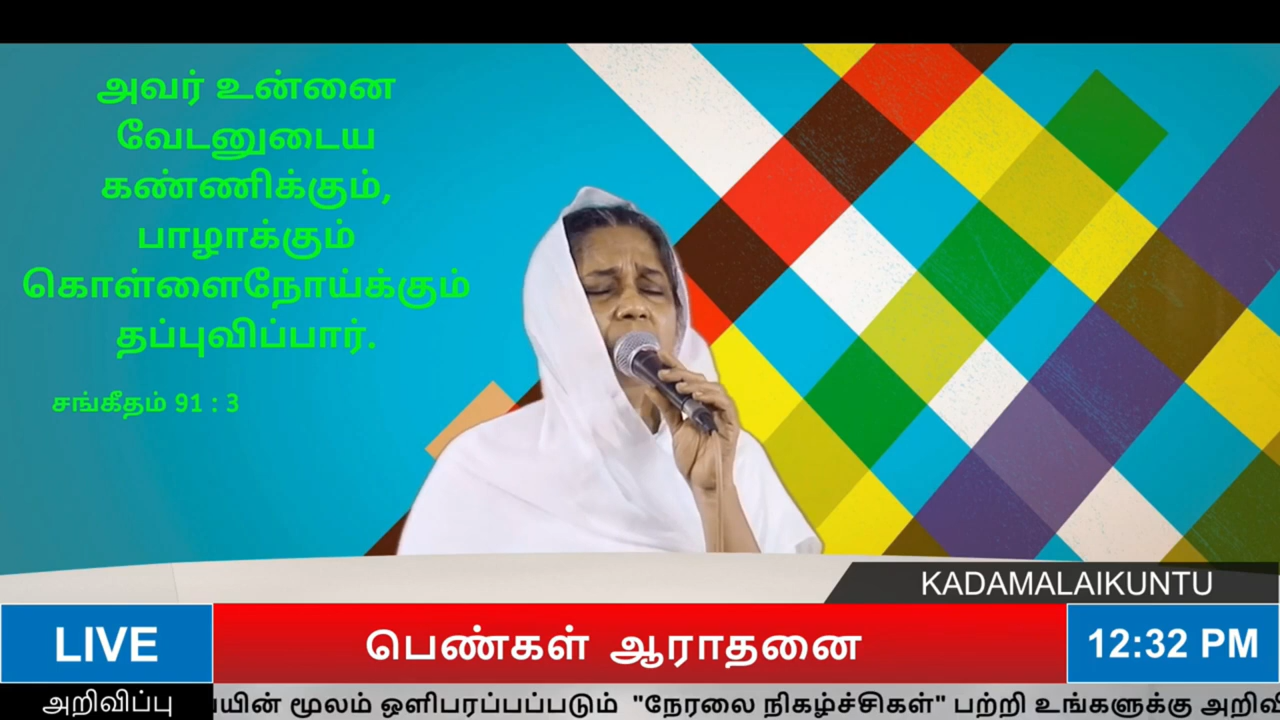 அவர் உன்னை
வேடனுடைய
கண்ணிக்கும்,
பாழாக்கும்
கொள்ளைநோய்க்கும்
தப்புவிப்பார்.
சங்கீதம் 91 : 3
KADAMALAIKUNTU
LIVE
பெண்கள் ஆராதனை
12:32 PM
அறிவிப்பு
மூலம் ஒளிபரப்பப்படும் "நேரலை நிகழ்ச்சிகள்" பற்றி உங்களுக்கு